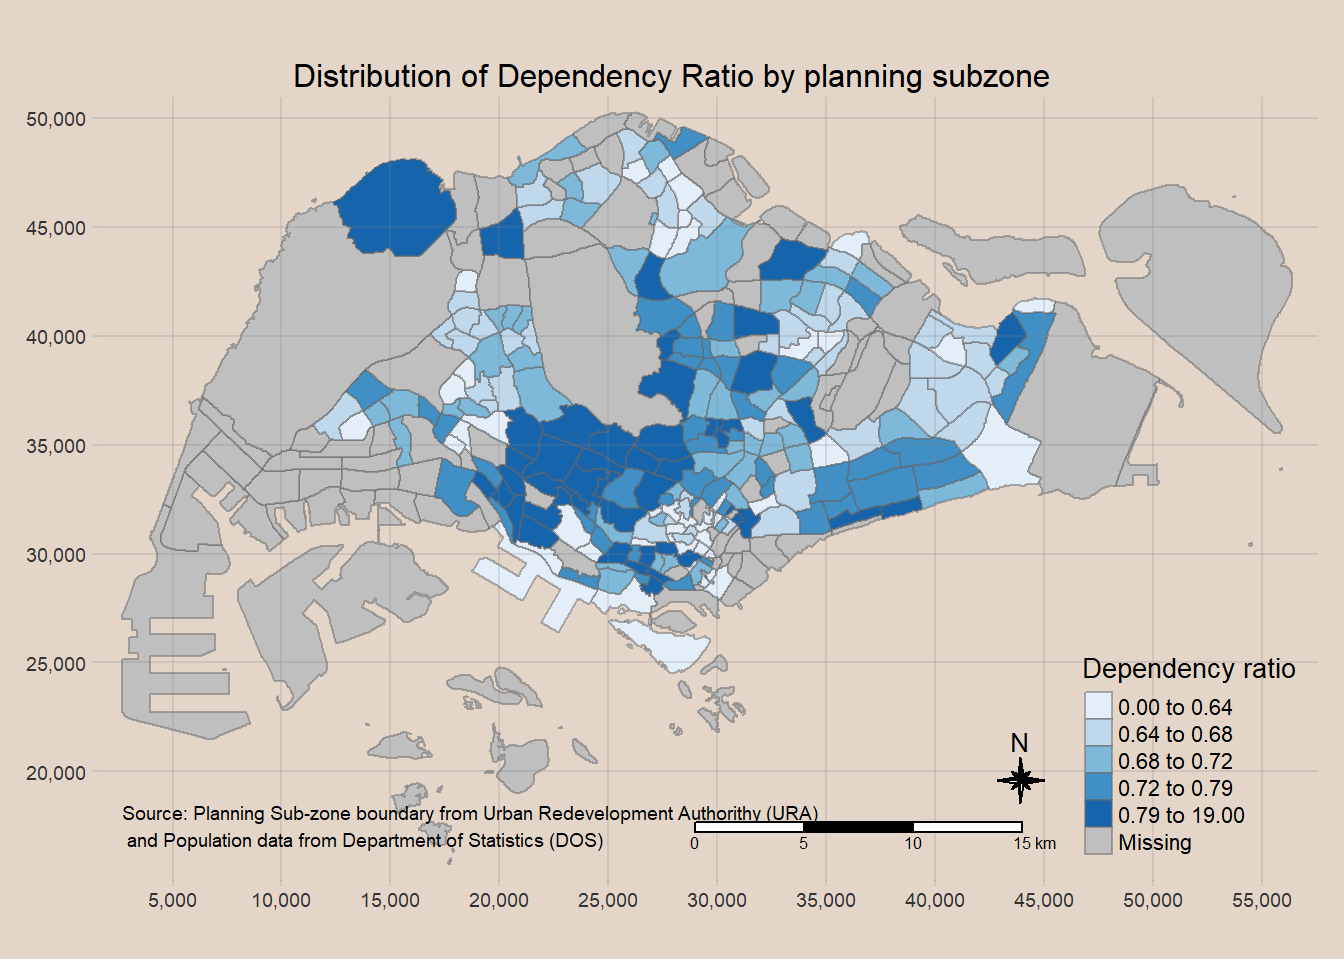 Distribution of Dependency Ratio by planning subzone
50,000
45,000
40,000
35,000
30,000
25,000
20,000
Dependency ratio
0.00 to 0.64
0.64 to 0.68
0.68 to 0.72
0.72 to 0.79
0.79 to 19.00
Missing
N
Source: Planning Sub-zone boundary from Urban Redevelopment Authorithy (URA)
and Population data from Department of Statistics (DOS)
0 5 10 15 km
5,000 10,000 15,000 20,000 25,000 30,000 35,000 40,000 45,000 50,000 55,000